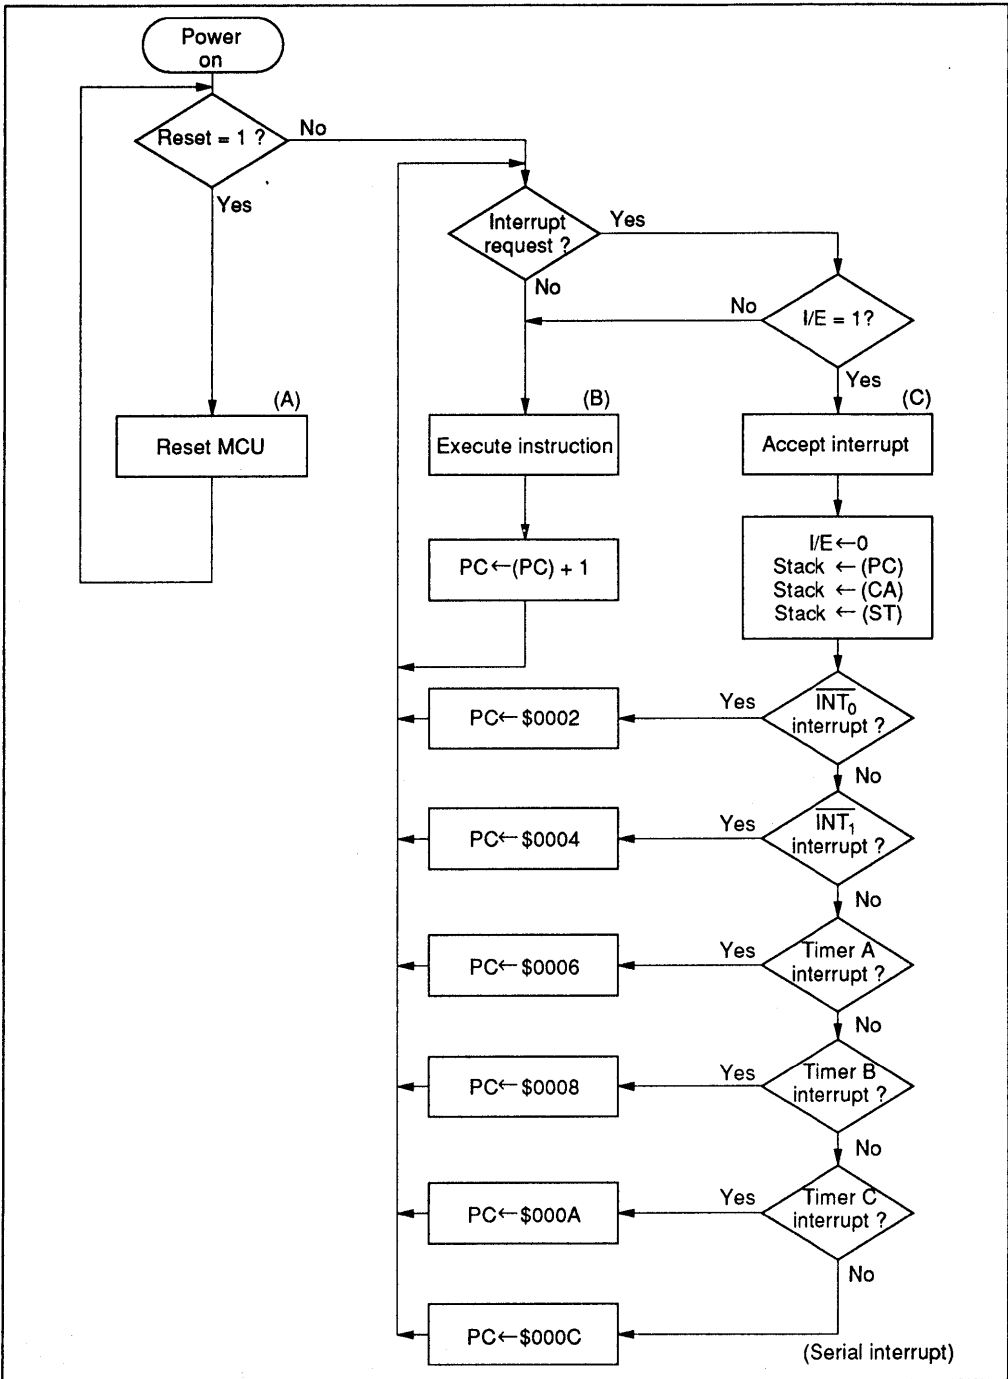 Power
on
Reset = 1 ?
No
Yes
Interrupt
request ?
Yes
No
I/E = 1?
No
Yes
(A)
Reset MCU
(B)
Execute instruction
(C)
Accept interrupt
PC←(PC) + 1
I/E←0
Stack ←(PC)
Stack ←(CA)
Stack ←(ST)
INT0
interrupt ?
Yes
PC←$0002
No
INT1
interrupt ?
Yes
PC←$0004
No
Timer A
interrupt ?
Yes
PC←$0006
No
Timer B
interrupt ?
Yes
PC←$0008
No
Timer C
interrupt ?
Yes
PC←$000A
No
PC←$000C
(Serial interrupt)